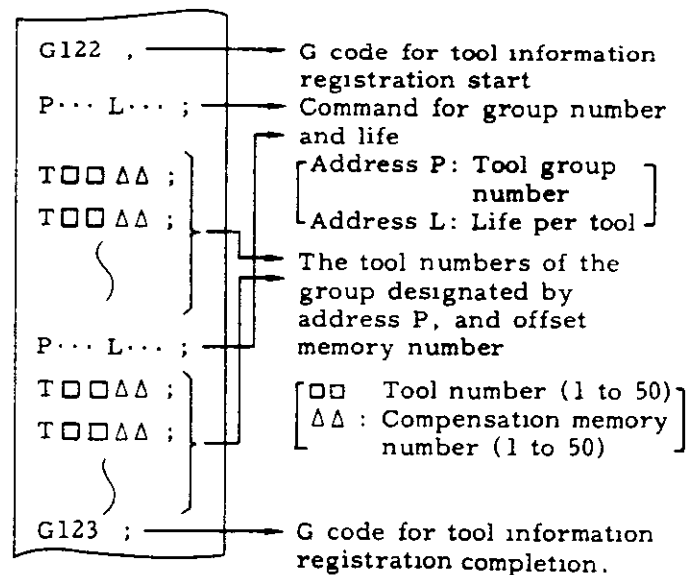 G122 , G code for tool information
registration start
P··· L··· ; Command for group number
and life
Address P: Tool group
number
Address L: Life per tool
T□□ΔΔ ;
T□□ΔΔ ;
The tool numbers of the
group designated by
address P, and offset
memory number
P··· L··· ;
T□□ΔΔ ;
T□□ΔΔ ;
□□ Tool number (1 to 50)
ΔΔ : Compensation memory
number (1 to 50)
G123 ; G code for tool information
registration completion.